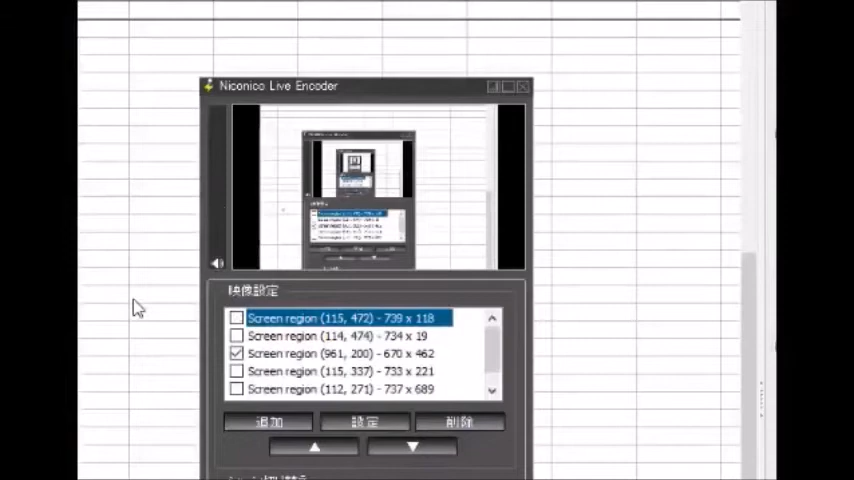 Niconico Live Encoder
映像設定
Screen region (115, 472) - 739 x 118
Screen region (114, 474) - 734 x 19
Screen region (961, 200) - 670 x 462
Screen region (115, 337) - 733 x 221
Screen region (112, 271) - 737 x 689
追加 設定 削除